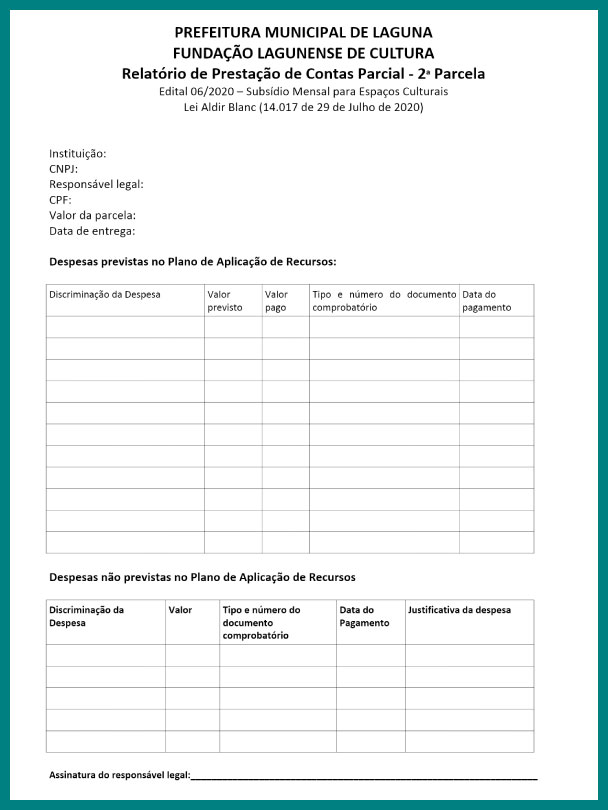 PREFEITURA MUNICIPAL DE LAGUNA
FUNDAÇÃO LAGUNENSE DE CULTURA
Relatório de Prestação de Contas Parcial - 2ª Parcela
Edital 06/2020 – Subsídio Mensal para Espaços Culturais
Lei Aldir Blanc (14.017 de 29 de Julho de 2020)
Instituição:
CNPJ:
Responsável legal:
CPF:
Valor da parcela:
Data de entrega:
Despesas previstas no Plano de Aplicação de Recursos:
Discriminação da Despesa
Valor
previsto
Valor
pago
Tipo e número do documento
comprobatório
Data do
pagamento
Despesas não previstas no Plano de Aplicação de Recursos
Discriminação da
Despesa
Valor
Tipo e número do
documento
comprobatório
Data do
Pagamento
Justificativa da despesa
Assinatura do responsável legal: